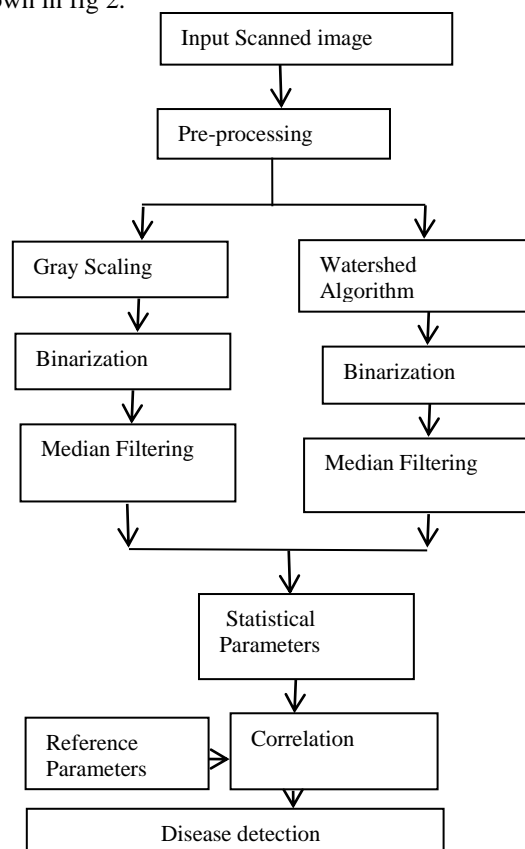 own in fig 2.
Input Scanned image
Pre-processing
Gray Scaling
Watershed
Algorithm
Binarization
Binarization
Median Filtering
Median Filtering
Statistical
Parameters
Reference
Parameters
Correlation
Disease detection